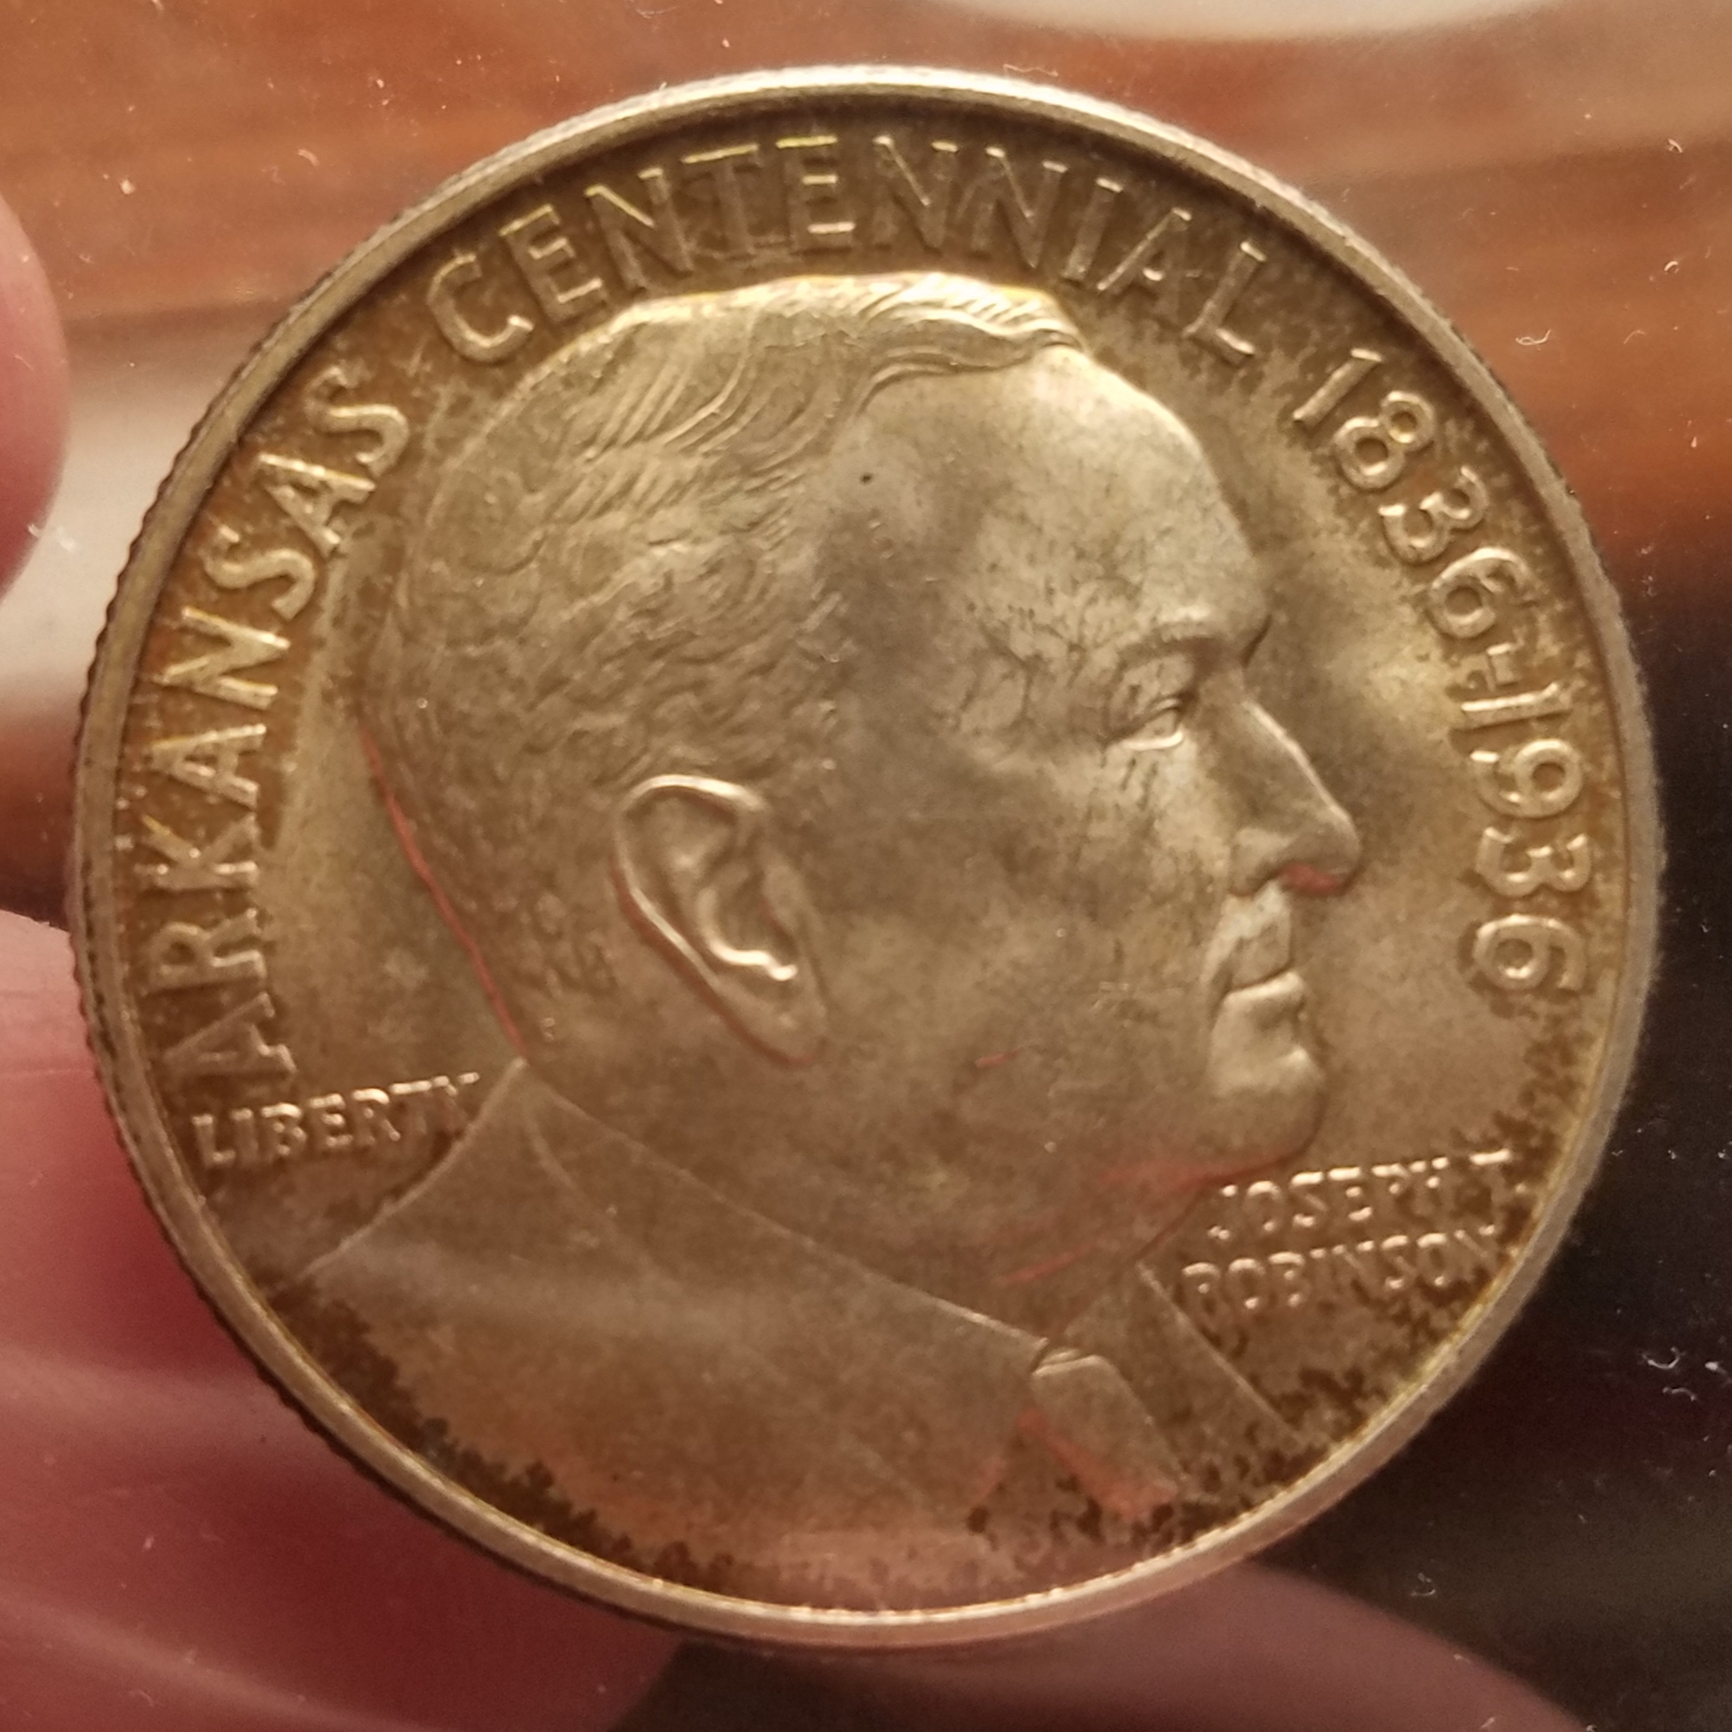 ARKANSAS CENTENNIAL 1836-1936
LIBERTY
JOSEPH T.
ROBINSON